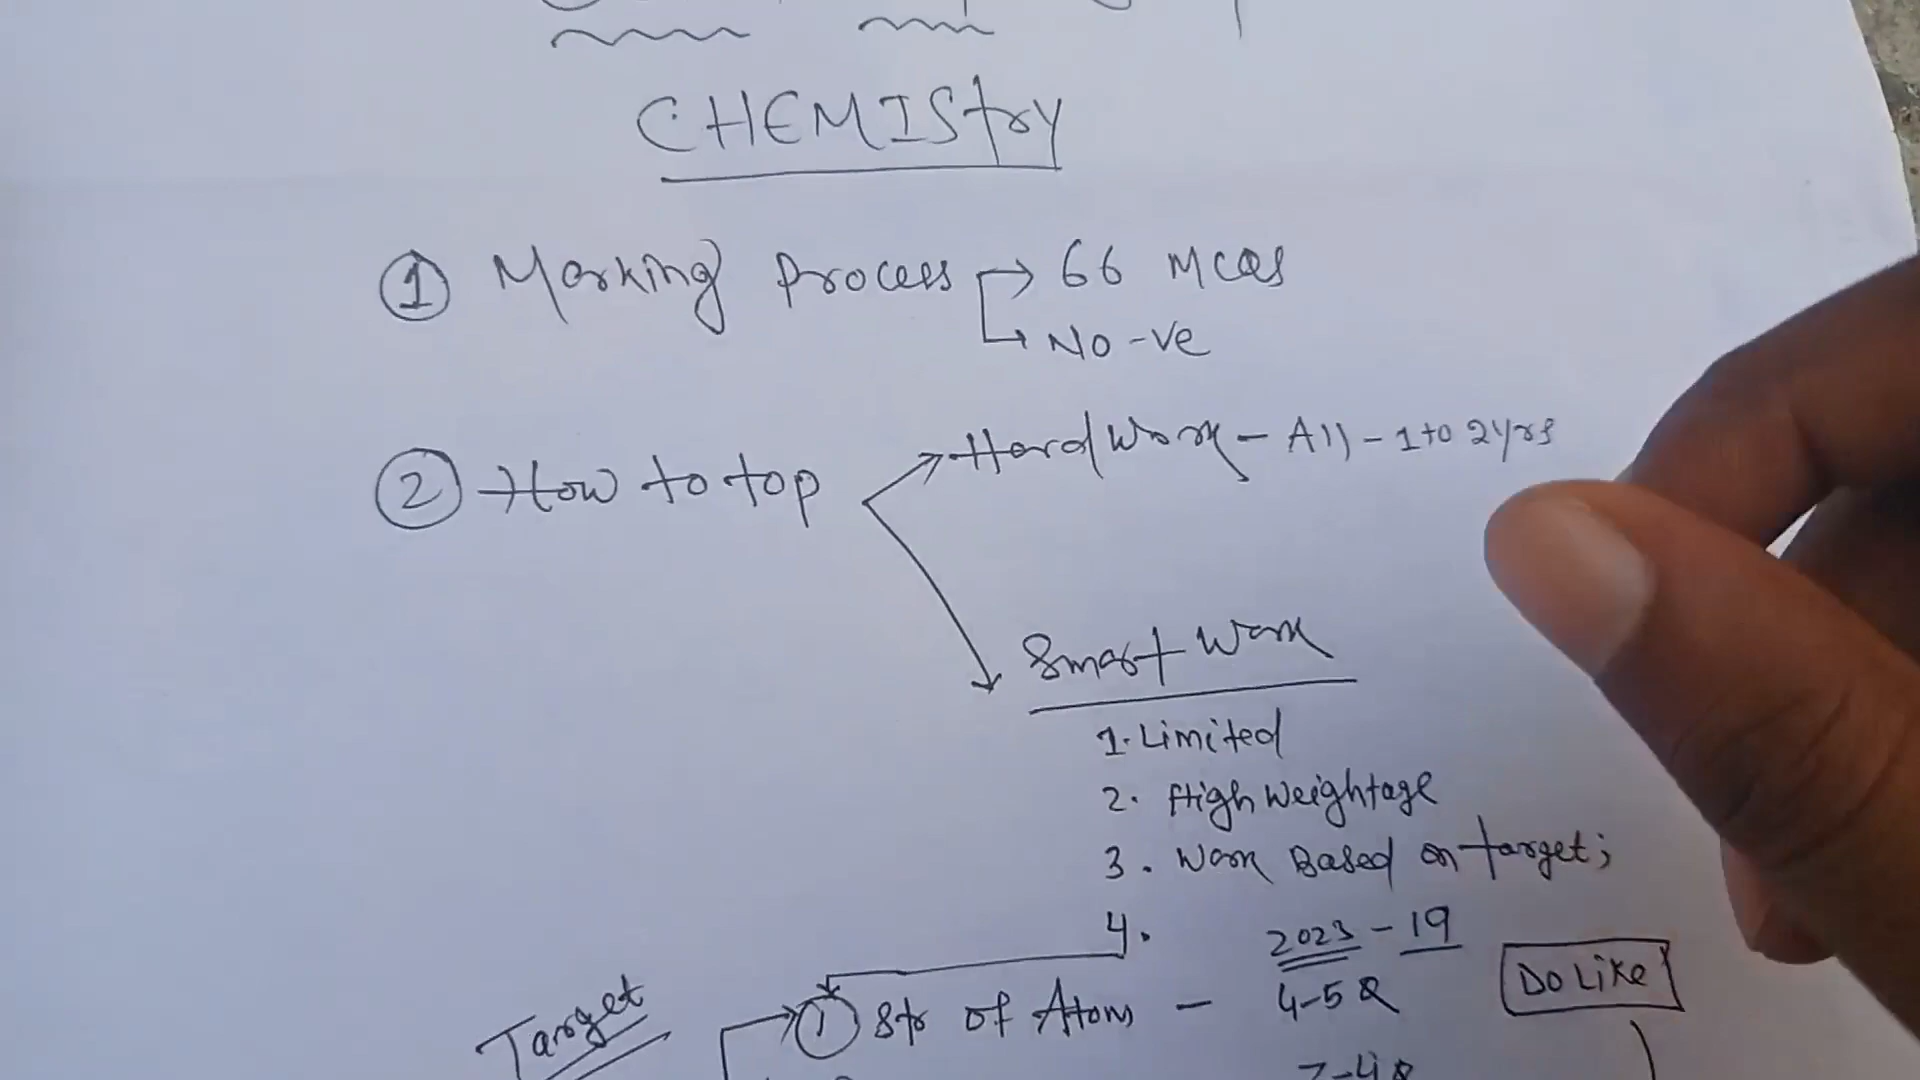 CHEMIStry
① Marking Process → 66 MCQS
→ No -ve
② How to top → Hard Work - All - 1 to 2 yrs
Smart Work
1. Limited
2. High Weightage
3. Work Based on target;
4.
2023 - 19
Target
① Str of Atom - 4-5 Q
Do Like